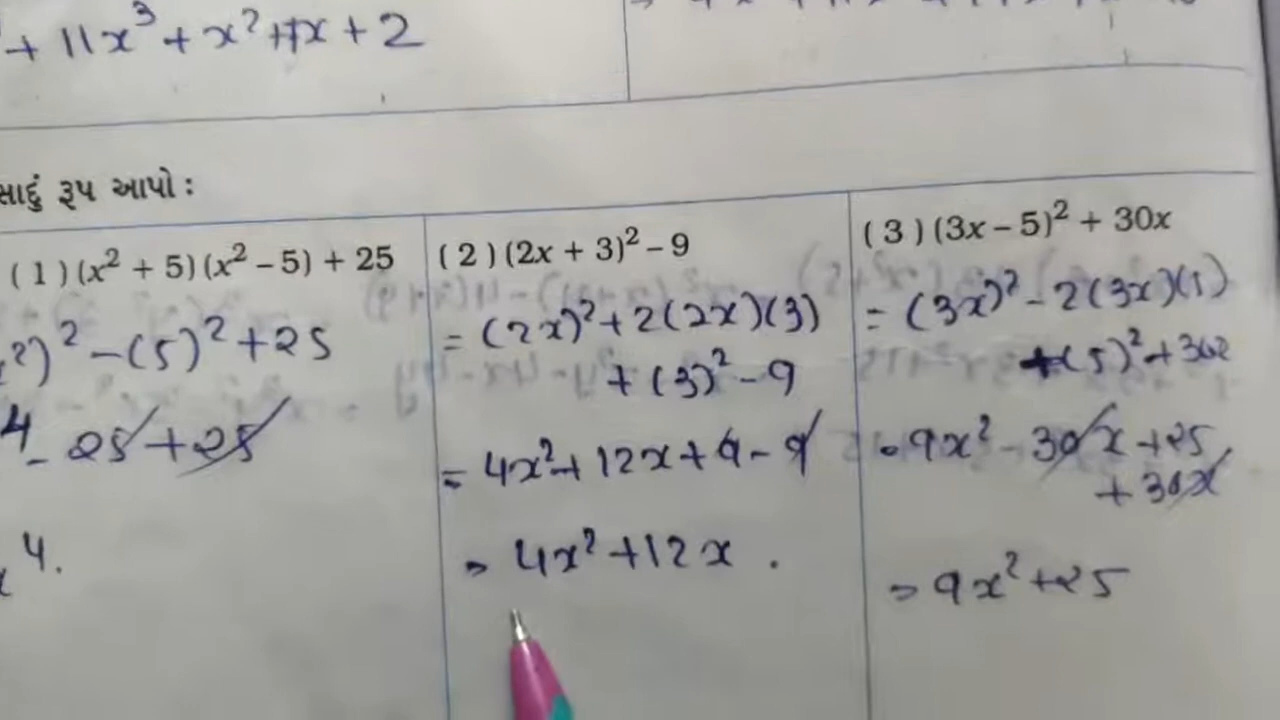 + 11x³ + x² + 7x + 2
સાદું રૂપ આપો :
( 1 ) (x² + 5) (x² – 5) + 25
²)² – (5)² + 25
4 – 25 + 25
x⁴.
( 2 ) (2x + 3)² – 9
= (2x)² + 2(2x)(3)
+ (3)² – 9
= 4x² + 12x + 9 – 9
= 4x² + 12x .
( 3 ) (3x – 5)² + 30x
= (3x)² – 2(3x)(5)
+ (5)² + 30x
= 9x² – 30x + 25
+ 30x
= 9x² + 25